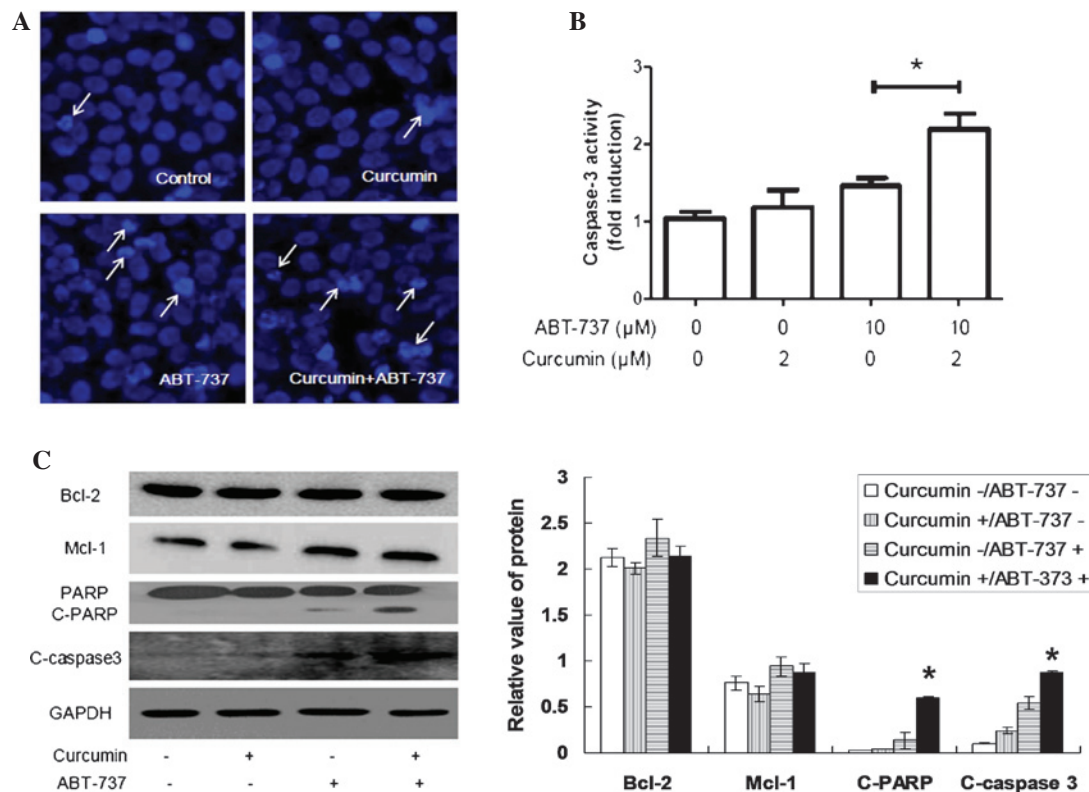 A
Control
Curcumin
ABT-737
Curcumin+ABT-737
B
Caspase-3 activity
(fold induction)
3
2
1
0
*
ABT-737 (µM) 0 0 10 10
Curcumin (µM) 0 2 0 2
C
Bcl-2
Mcl-1
PARP
C-PARP
C-caspase3
GAPDH
Curcumin - + - +
ABT-737 - - + +
Relative value of protein
3
2.5
2
1.5
1
0.5
0
Curcumin -/ABT-737 -
Curcumin +/ABT-737 -
Curcumin -/ABT-737 +
Curcumin +/ABT-373 +
*
*
Bcl-2 Mcl-1 C-PARP C-caspase 3